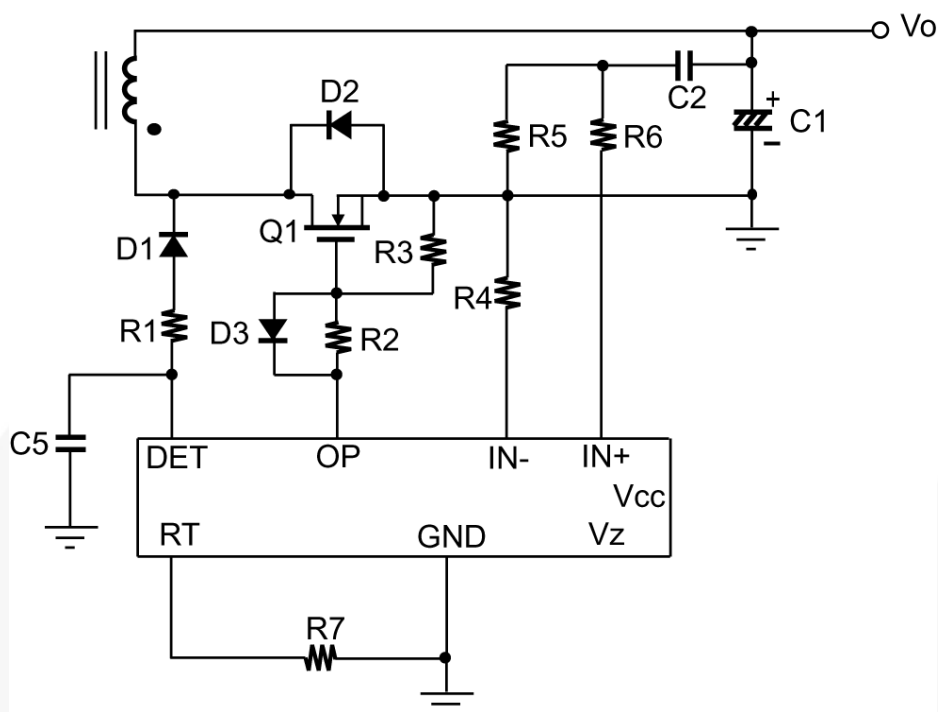 Vo
D2
C2
+
C1
R5
R6
−
Q1
D1
R3
R4
R1
D3
R2
C5
DET
OP
IN-
IN+
Vcc
RT
GND
Vz
R7